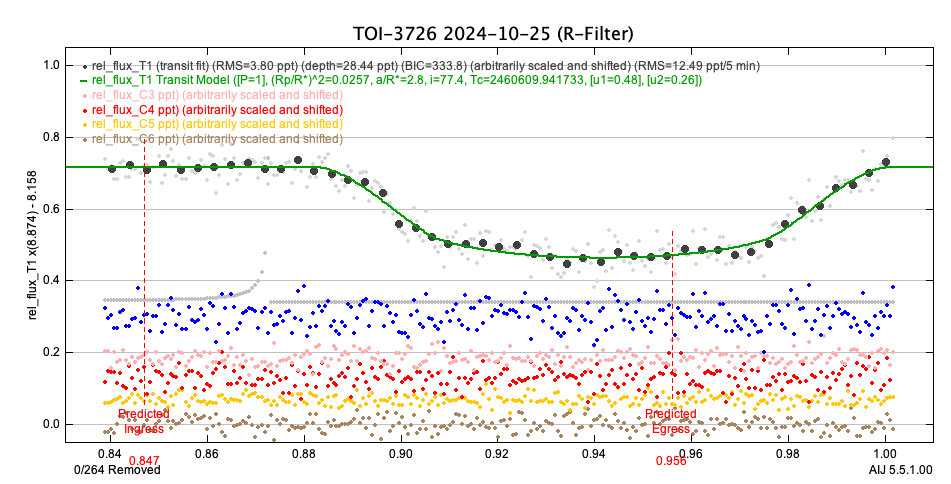 TOI-3726 2024-10-25 (R-Filter)
rel_flux_T1 (transit fit) (RMS=3.80 ppt) (depth=28.44 ppt) (BIC=333.8) (arbitrarily scaled and shifted) (RMS=12.49 ppt/5 min)
rel_flux_T1 Transit Model ([P=1], (Rp/R*)^2=0.0257, a/R*=2.8, i=77.4, Tc=2460609.941733, [u1=0.48], [u2=0.26])
rel_flux_C3 ppt) (arbitrarily scaled and shifted)
rel_flux_C4 ppt) (arbitrarily scaled and shifted)
rel_flux_C5 ppt) (arbitrarily scaled and shifted)
rel_flux_C6 ppt) (arbitrarily scaled and shifted)
rel_flux_T1 x(8.874) - 8.158
1.0
0.8
0.6
0.4
0.2
0.0
Predicted
Ingress
Predicted
Egress
0.84 0.86 0.88 0.90 0.92 0.94 0.96 0.98 1.00
0.847 0.956
0/264 Removed
AIJ 5.5.1.00